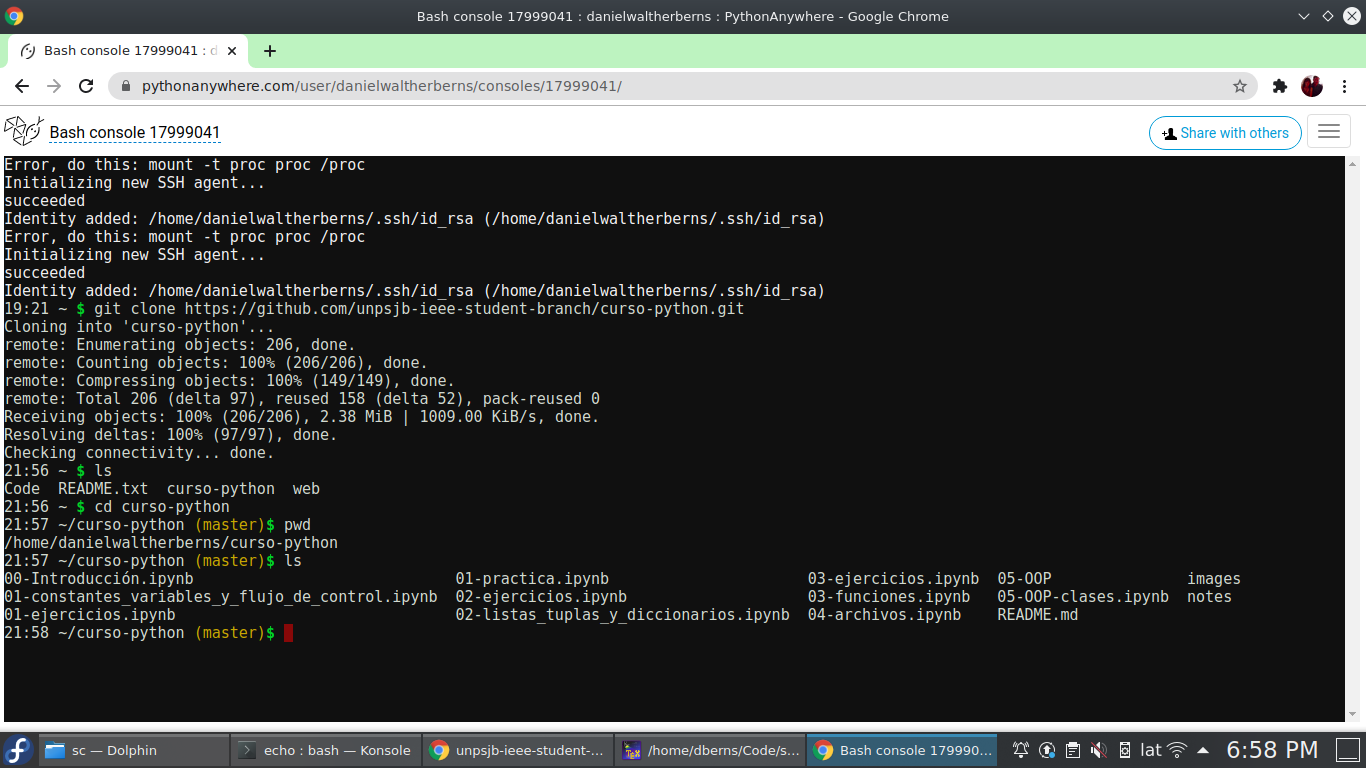 Bash console 17999041 : danielwaltherberns : PythonAnywhere - Google Chrome
Bash console 17999041 : d
pythonanywhere.com/user/danielwaltherberns/consoles/17999041/
Bash console 17999041
Share with others
Error, do this: mount -t proc proc /proc
Initializing new SSH agent...
succeeded
Identity added: /home/danielwaltherberns/.ssh/id_rsa (/home/danielwaltherberns/.ssh/id_rsa)
Error, do this: mount -t proc proc /proc
Initializing new SSH agent...
succeeded
Identity added: /home/danielwaltherberns/.ssh/id_rsa (/home/danielwaltherberns/.ssh/id_rsa)
19:21 ~ $ git clone https://github.com/unpsjb-ieee-student-branch/curso-python.git
Cloning into 'curso-python'...
remote: Enumerating objects: 206, done.
remote: Counting objects: 100% (206/206), done.
remote: Compressing objects: 100% (149/149), done.
remote: Total 206 (delta 97), reused 158 (delta 52), pack-reused 0
Receiving objects: 100% (206/206), 2.38 MiB | 1009.00 KiB/s, done.
Resolving deltas: 100% (97/97), done.
Checking connectivity... done.
21:56 ~ $ ls
Code  README.txt  curso-python  web
21:56 ~ $ cd curso-python
21:57 ~/curso-python (master)$ pwd
/home/danielwaltherberns/curso-python
21:57 ~/curso-python (master)$ ls
00-Introducción.ipynb 01-practica.ipynb 03-ejercicios.ipynb 05-OOP images
01-constantes_variables_y_flujo_de_control.ipynb 02-ejercicios.ipynb 03-funciones.ipynb 05-OOP-clases.ipynb notes
01-ejercicios.ipynb 02-listas_tuplas_y_diccionarios.ipynb 04-archivos.ipynb README.md
21:58 ~/curso-python (master)$
sc — Dolphin
echo : bash — Konsole
unpsjb-ieee-student-...
/home/dberns/Code/s...
Bash console 179990...
lat
6:58 PM